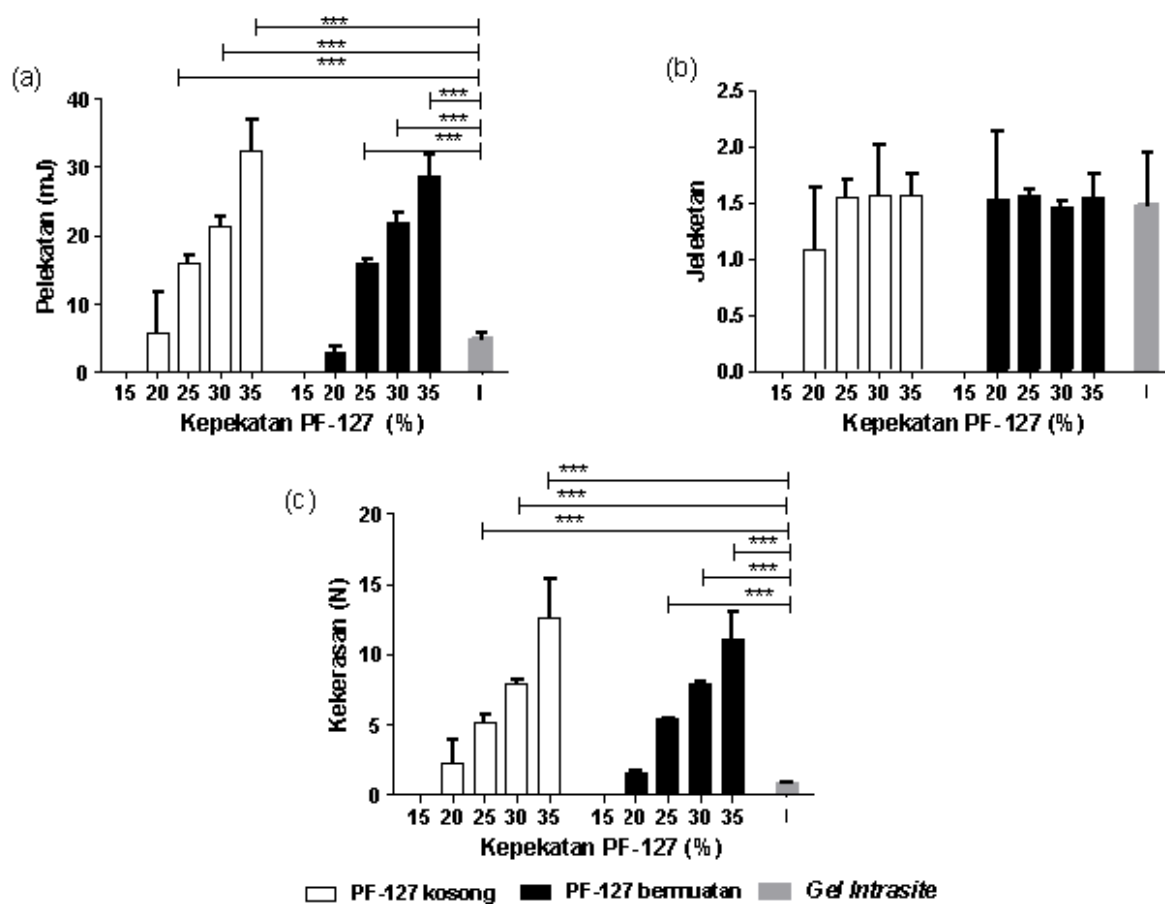 ***
***
(a)
***
40
***
***
***
30
20
10
0
Pelekatan (mJ)
15 20 25 30 35 15 20 25 30 35 I
Kepekatan PF-127 (%)
(b)
2.5
2.0
1.5
1.0
0.5
0.0
Jeleketan
15 20 25 30 35 15 20 25 30 35 I
Kepekatan PF-127 (%)
***
(c)
***
***
20
***
***
***
15
10
5
0
Kekerasan (N)
15 20 25 30 35 15 20 25 30 35 I
Kepekatan PF-127 (%)
PF-127 kosong PF-127 bermuatan Gel Intrasite